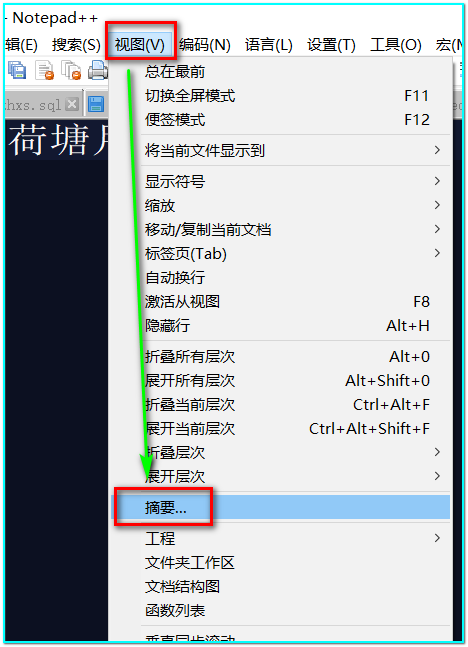 - Notepad++
辑(E) 搜索(S) 视图(V) 编码(N) 语言(L) 设置(T) 工具(O) 宏(M
hxs.sql
荷塘月
总在最前
切换全屏模式 F11
便签模式 F12
将当前文件显示到
显示符号
缩放
移动/复制当前文档
标签页(Tab)
自动换行
激活从视图 F8
隐藏行 Alt+H
折叠所有层次 Alt+0
展开所有层次 Alt+Shift+0
折叠当前层次 Ctrl+Alt+F
展开当前层次 Ctrl+Alt+Shift+F
折叠层次
展开层次
摘要...
工程
文件夹工作区
文档结构图
函数列表
垂直同步滚动